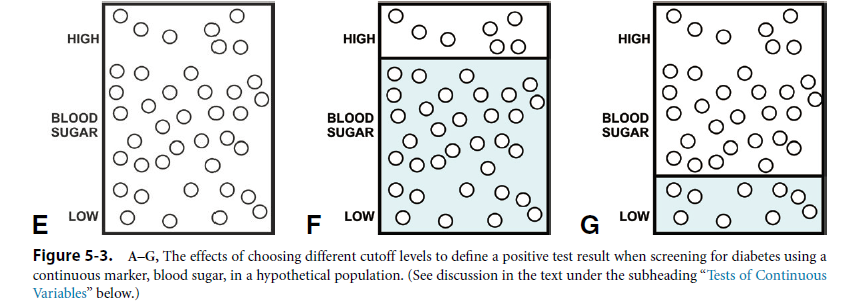 HIGH
BLOOD
SUGAR
LOW
E
HIGH
BLOOD
SUGAR
LOW
F
HIGH
BLOOD
SUGAR
LOW
G
Figure 5-3. A–G, The effects of choosing different cutoff levels to define a positive test result when screening for diabetes using a
continuous marker, blood sugar, in a hypothetical population. (See discussion in the text under the subheading “Tests of Continuous
Variables” below.)